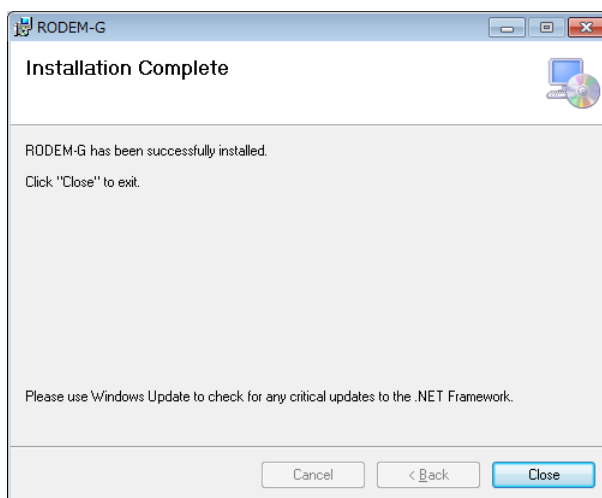 RODEM-G
Installation Complete
RODEM-G has been successfully installed.
Click "Close" to exit.
Please use Windows Update to check for any critical updates to the .NET Framework.
Cancel
< Back
Close